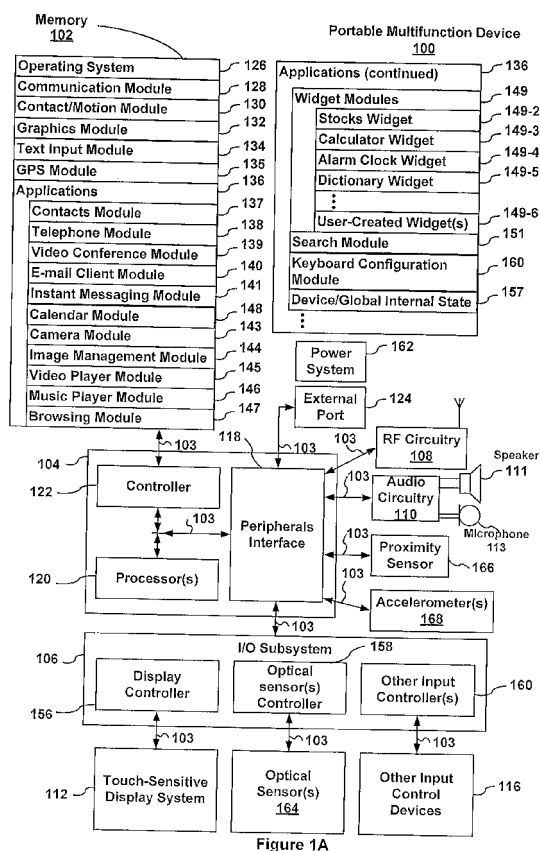 Memory
102
Operating System 126
Communication Module 128
Contact/Motion Module 130
Graphics Module 132
Text Input Module 134
GPS Module 135
Applications 136
Contacts Module 137
Telephone Module 138
Video Conference Module 139
E-mail Client Module 140
Instant Messaging Module 141
Calendar Module 148
Camera Module 143
Image Management Module 144
Video Player Module 145
Music Player Module 146
Browsing Module 147
Portable Multifunction Device
100
Applications (continued) 136
Widget Modules 149
Stocks Widget 149-2
Calculator Widget 149-3
Alarm Clock Widget 149-4
Dictionary Widget 149-5
User-Created Widget(s) 149-6
Search Module 151
Keyboard Configuration 160
Module
Device/Global Internal State 157
Power
System
162
External
Port
124
103
103
118
103
RF Circuitry
108
Speaker
111
104
122
Controller
103
Peripherals
Interface
103
Audio
Circuitry
110
Microphone
113
120
Processor(s)
103
Proximity
Sensor
166
103
Accelerometer(s)
168
103
106
I/O Subsystem
158
Display
Controller
156
Optical
sensor(s)
Controller
Other Input
Controller(s)
160
103
103
103
112
Touch-Sensitive
Display System
Optical
Sensor(s)
164
Other Input
Control
Devices
116
Figure 1A